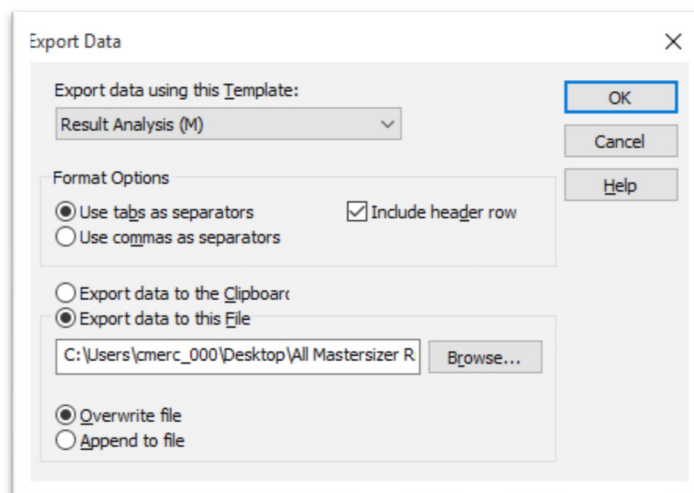 Export Data
Export data using this Template:
Result Analysis (M)
OK
Cancel
Help
Format Options
Use tabs as separators
Include header row
Use commas as separators
Export data to the Clipboard
Export data to this File
C:\Users\cmerc_000\Desktop\All Mastersizer R
Browse...
Overwrite file
Append to file